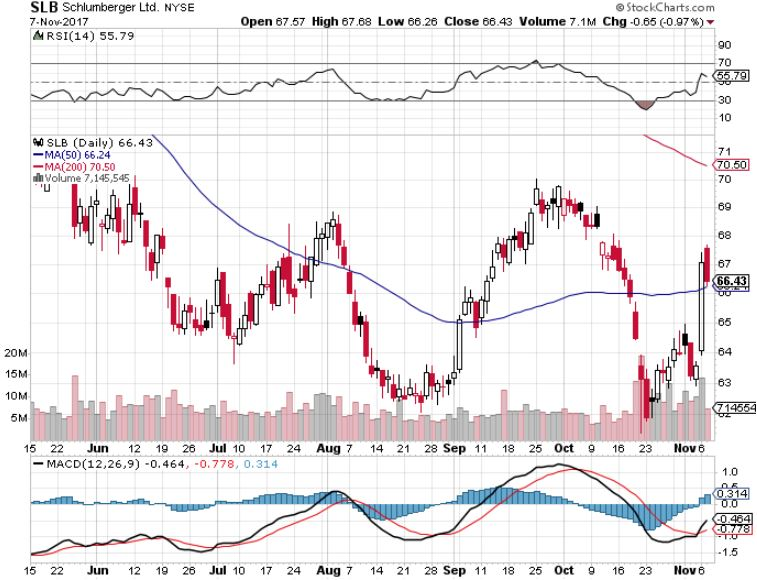 SLB Schlumberger Ltd. NYSE © StockCharts.com
7-Nov-2017 Open 67.57 High 67.68 Low 66.26 Close 66.43 Volume 7.1M Chg -0.65 (-0.97%)
RSI(14) 55.79
90
70
55.79
30
10
SLB (Daily) 66.43
MA(50) 66.24
MA(200) 70.50
Volume 7,145,545
71
70.50
70
69
68
67
66.43
66
65
64
63
62
20M
15M
10M
5M
714554
15 22 Jun 12 19 26 Jul 10 17 24 Aug 7 14 21 28 Sep 11 18 25 Oct 9 16 23 Nov 6
MACD(12,26,9) -0.464, -0.778, 0.314
1.0
0.5
0.314
0.0
-0.464
-0.778
-1.0
-1.5
15 22 Jun 12 19 26 Jul 10 17 24 Aug 7 14 21 28 Sep 11 18 25 Oct 9 16 23 Nov 6